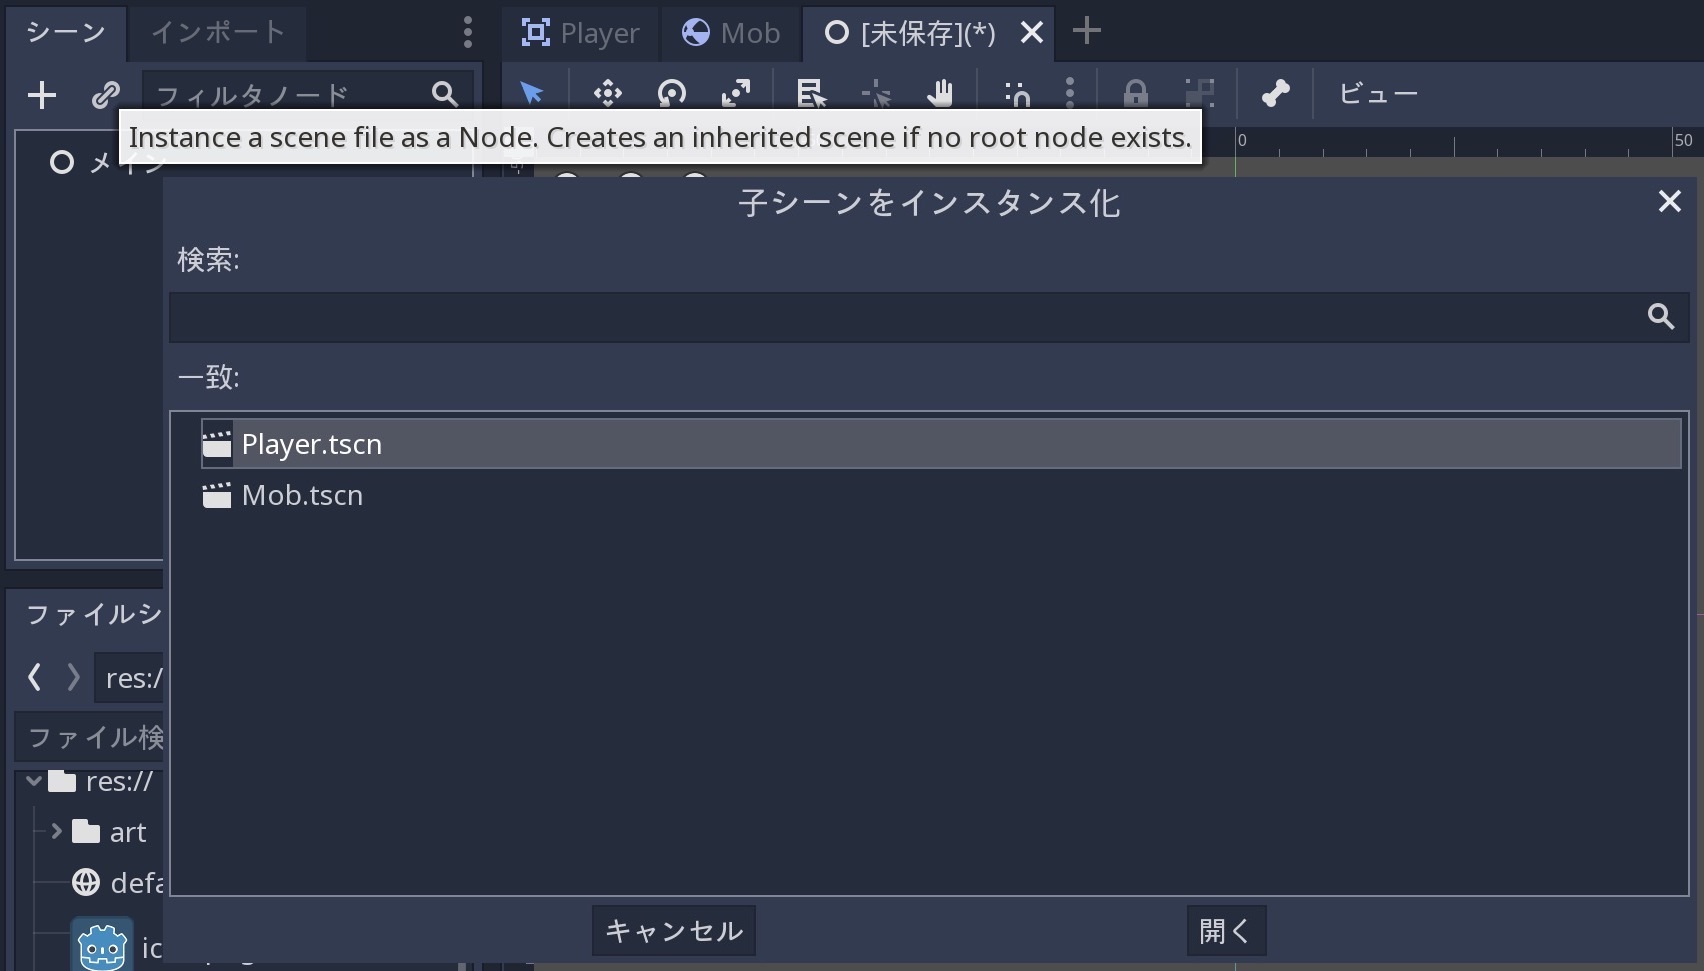 シーン インポート
Player Mob [未保存](*)
フィルタノード
ビュー
Instance a scene file as a Node. Creates an inherited scene if no root node exists.
0 50
メイン
子シーンをインスタンス化
検索:
一致:
Player.tscn
Mob.tscn
ファイルシ
res:/
ファイル検
res://
art
defa
ic
キャンセル 開く